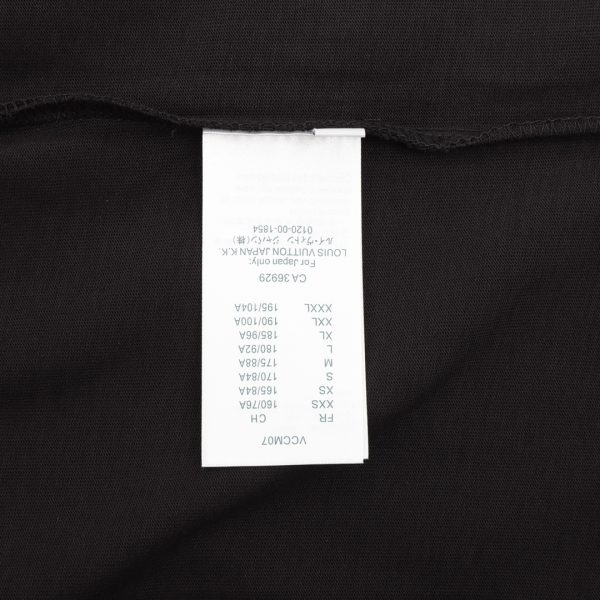 VCCM07
FR CH
XXS 160/76A
XS 165/84A
S 170/84A
M 175/88A
L 180/92A
XL 185/96A
XXL 190/100A
XXXL 195/104A
CA 36929
For Japan only:
LOUIS VUITTON JAPAN K.K.
ルイ・ヴィトン ジャパン(株)
0120-00-1854